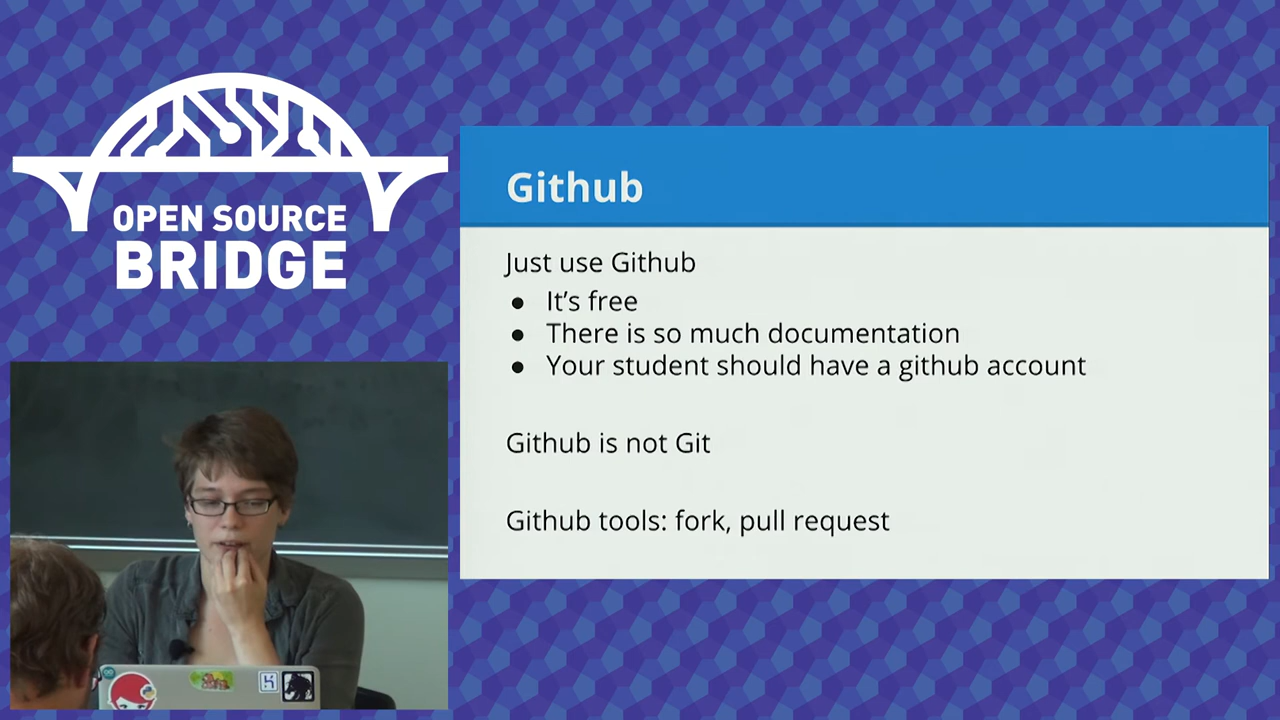 OPEN SOURCE
BRIDGE
Github
Just use Github
● It’s free
● There is so much documentation
● Your student should have a github account
Github is not Git
Github tools: fork, pull request